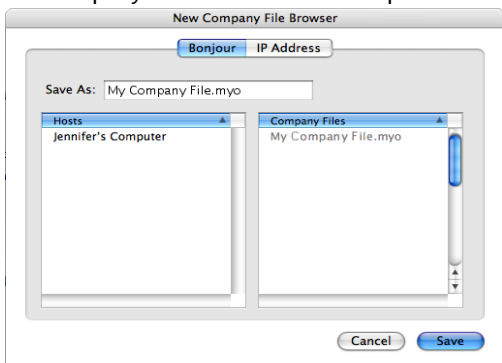 New Company File Browser
Bonjour IP Address
Save As: My Company File.myo
Hosts Company Files
Jennifer's Computer My Company File.myo
Cancel Save